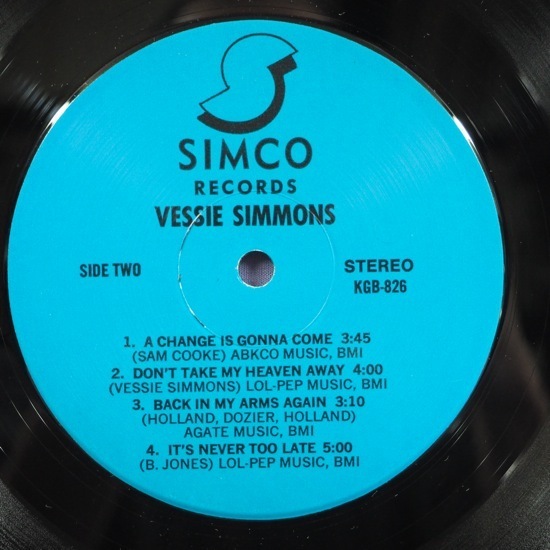 SIMCO
RECORDS
VESSIE SIMMONS
SIDE TWO
STEREO
KGB-826
1. A CHANGE IS GONNA COME 3:45
(SAM COOKE) ABKCO MUSIC, BMI
2. DON'T TAKE MY HEAVEN AWAY 4:00
(VESSIE SIMMONS) LOL-PEP MUSIC, BMI
3. BACK IN MY ARMS AGAIN 3:10
(HOLLAND, DOZIER, HOLLAND)
AGATE MUSIC, BMI
4. IT'S NEVER TOO LATE 5:00
(B. JONES) LOL-PEP MUSIC, BMI